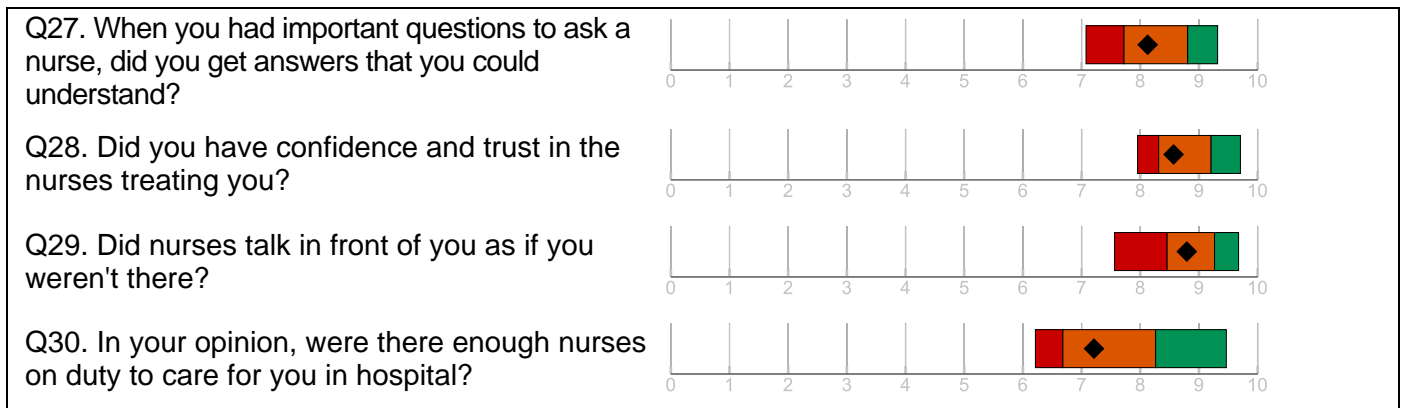 Q27. When you had important questions to ask a
nurse, did you get answers that you could
understand?
0 1 2 3 4 5 6 7 8 9 10
Q28. Did you have confidence and trust in the
nurses treating you?
0 1 2 3 4 5 6 7 8 9 10
Q29. Did nurses talk in front of you as if you
weren't there?
0 1 2 3 4 5 6 7 8 9 10
Q30. In your opinion, were there enough nurses
on duty to care for you in hospital?
0 1 2 3 4 5 6 7 8 9 10